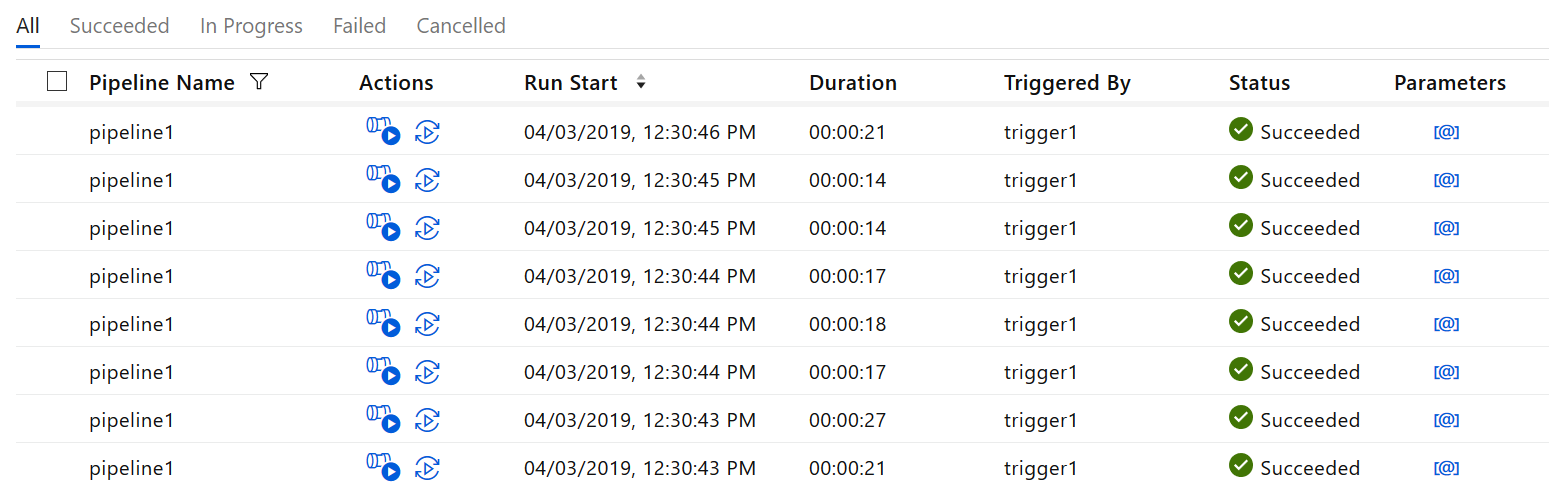 All Succeeded In Progress Failed Cancelled
Pipeline Name Actions Run Start Duration Triggered By Status Parameters
pipeline1 04/03/2019, 12:30:46 PM 00:00:21 trigger1 Succeeded [@]
pipeline1 04/03/2019, 12:30:45 PM 00:00:14 trigger1 Succeeded [@]
pipeline1 04/03/2019, 12:30:45 PM 00:00:14 trigger1 Succeeded [@]
pipeline1 04/03/2019, 12:30:44 PM 00:00:17 trigger1 Succeeded [@]
pipeline1 04/03/2019, 12:30:44 PM 00:00:18 trigger1 Succeeded [@]
pipeline1 04/03/2019, 12:30:44 PM 00:00:17 trigger1 Succeeded [@]
pipeline1 04/03/2019, 12:30:43 PM 00:00:27 trigger1 Succeeded [@]
pipeline1 04/03/2019, 12:30:43 PM 00:00:21 trigger1 Succeeded [@]